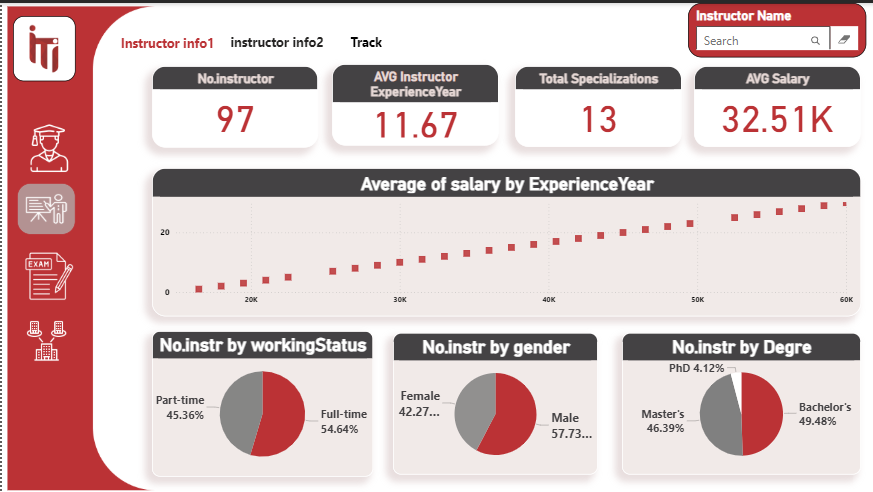 iTi
Instructor info1 instructor info2 Track
Instructor Name
Search
No.instructor
97
AVG Instructor
ExperienceYear
11.67
Total Specializations
13
AVG Salary
32.51K
EXAM
Average of salary by ExperienceYear
20
0
20K 30K 40K 50K 60K
No.instr by workingStatus
Part-time
45.36%
Full-time
54.64%
No.instr by gender
Female
42.27...
Male
57.73...
No.instr by Degre
PhD 4.12%
Master's
46.39%
Bachelor's
49.48%